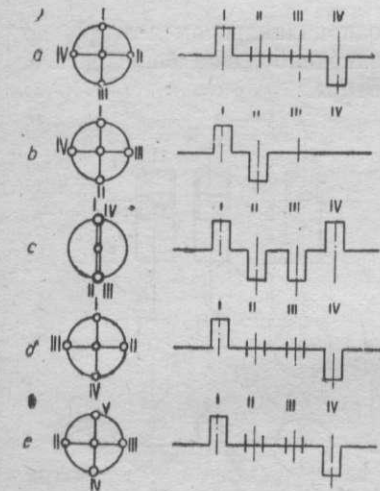 I I II III IV
a IV II
III
I I II III IV
b IV III
II
I IV I II III IV
c
II III
I I II III IV
d III II
IV
V I II III IV
e II III
IV